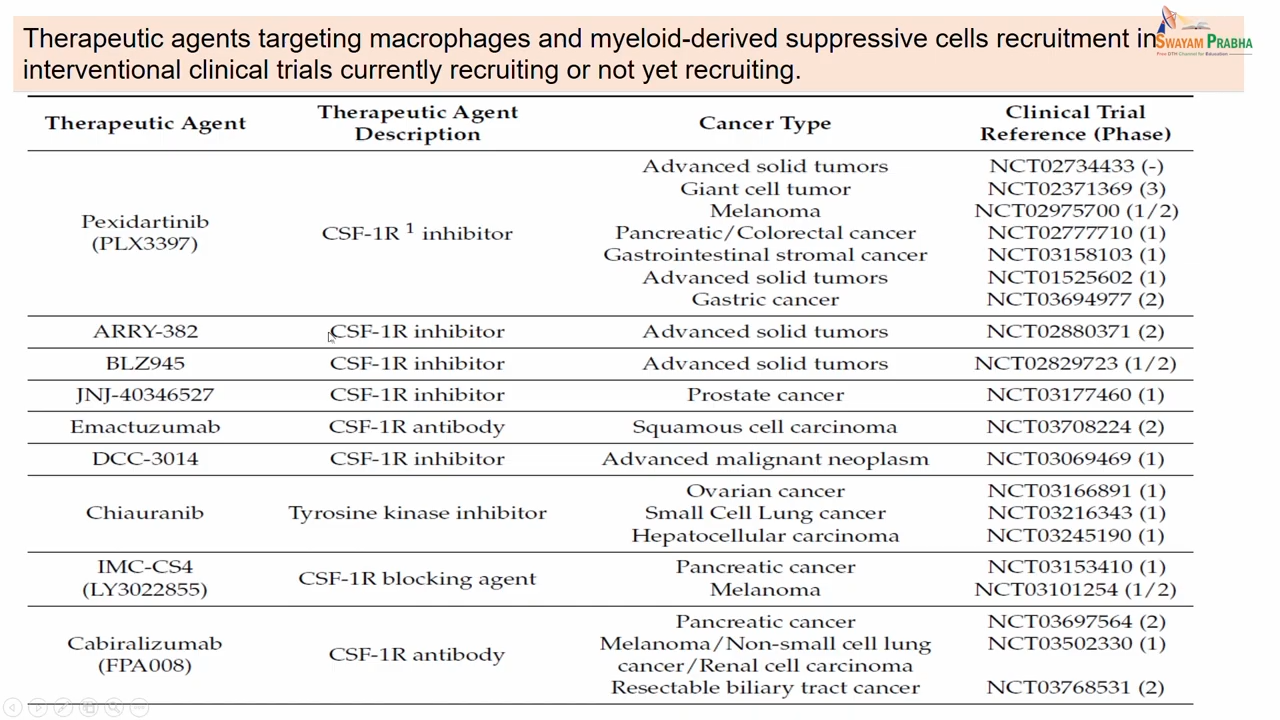 Therapeutic agents targeting macrophages and myeloid-derived suppressive cells recruitment in
interventional clinical trials currently recruiting or not yet recruiting.
SWAYAM PRABHA
Free DTH Channel for Education
Therapeutic Agent
Therapeutic Agent
Description
Cancer Type
Clinical Trial
Reference (Phase)
Pexidartinib
(PLX3397)
CSF-1R 1 inhibitor
Advanced solid tumors NCT02734433 (-)
Giant cell tumor NCT02371369 (3)
Melanoma NCT02975700 (1/2)
Pancreatic/Colorectal cancer NCT02777710 (1)
Gastrointestinal stromal cancer NCT03158103 (1)
Advanced solid tumors NCT01525602 (1)
Gastric cancer NCT03694977 (2)
ARRY-382 CSF-1R inhibitor Advanced solid tumors NCT02880371 (2)
BLZ945 CSF-1R inhibitor Advanced solid tumors NCT02829723 (1/2)
JNJ-40346527 CSF-1R inhibitor Prostate cancer NCT03177460 (1)
Emactuzumab CSF-1R antibody Squamous cell carcinoma NCT03708224 (2)
DCC-3014 CSF-1R inhibitor Advanced malignant neoplasm NCT03069469 (1)
Chiauranib Tyrosine kinase inhibitor
Ovarian cancer NCT03166891 (1)
Small Cell Lung cancer NCT03216343 (1)
Hepatocellular carcinoma NCT03245190 (1)
IMC-CS4
(LY3022855)
CSF-1R blocking agent
Pancreatic cancer NCT03153410 (1)
Melanoma NCT03101254 (1/2)
Cabiralizumab
(FPA008)
CSF-1R antibody
Pancreatic cancer NCT03697564 (2)
Melanoma/Non-small cell lung NCT03502330 (1)
cancer/Renal cell carcinoma
Resectable biliary tract cancer NCT03768531 (2)